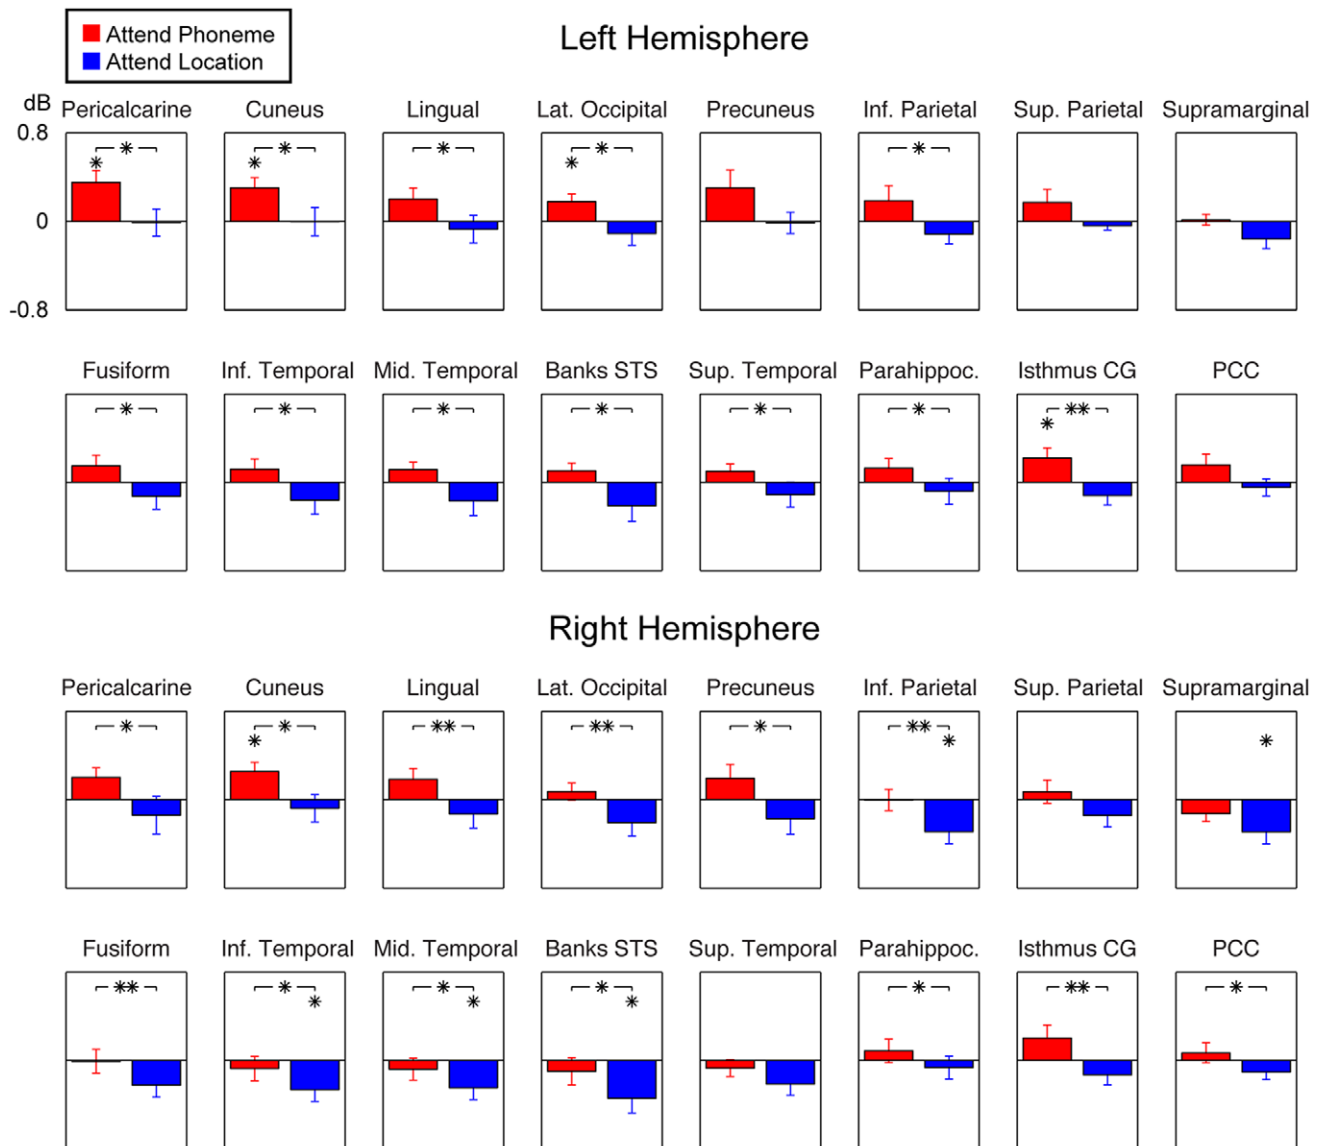 Attend Phoneme
Attend Location
Left Hemisphere
dB
Pericalcarine Cuneus Lingual Lat. Occipital Precuneus Inf. Parietal Sup. Parietal Supramarginal
0.8
* * * * * * * *
0
-0.8
Fusiform Inf. Temporal Mid. Temporal Banks STS Sup. Temporal Parahippoc. Isthmus CG PCC
* * * * * * ** *
Right Hemisphere
Pericalcarine Cuneus Lingual Lat. Occipital Precuneus Inf. Parietal Sup. Parietal Supramarginal
* * ** ** * **
* * *
Fusiform Inf. Temporal Mid. Temporal Banks STS Sup. Temporal Parahippoc. Isthmus CG PCC
** * * * * ** *
* * *